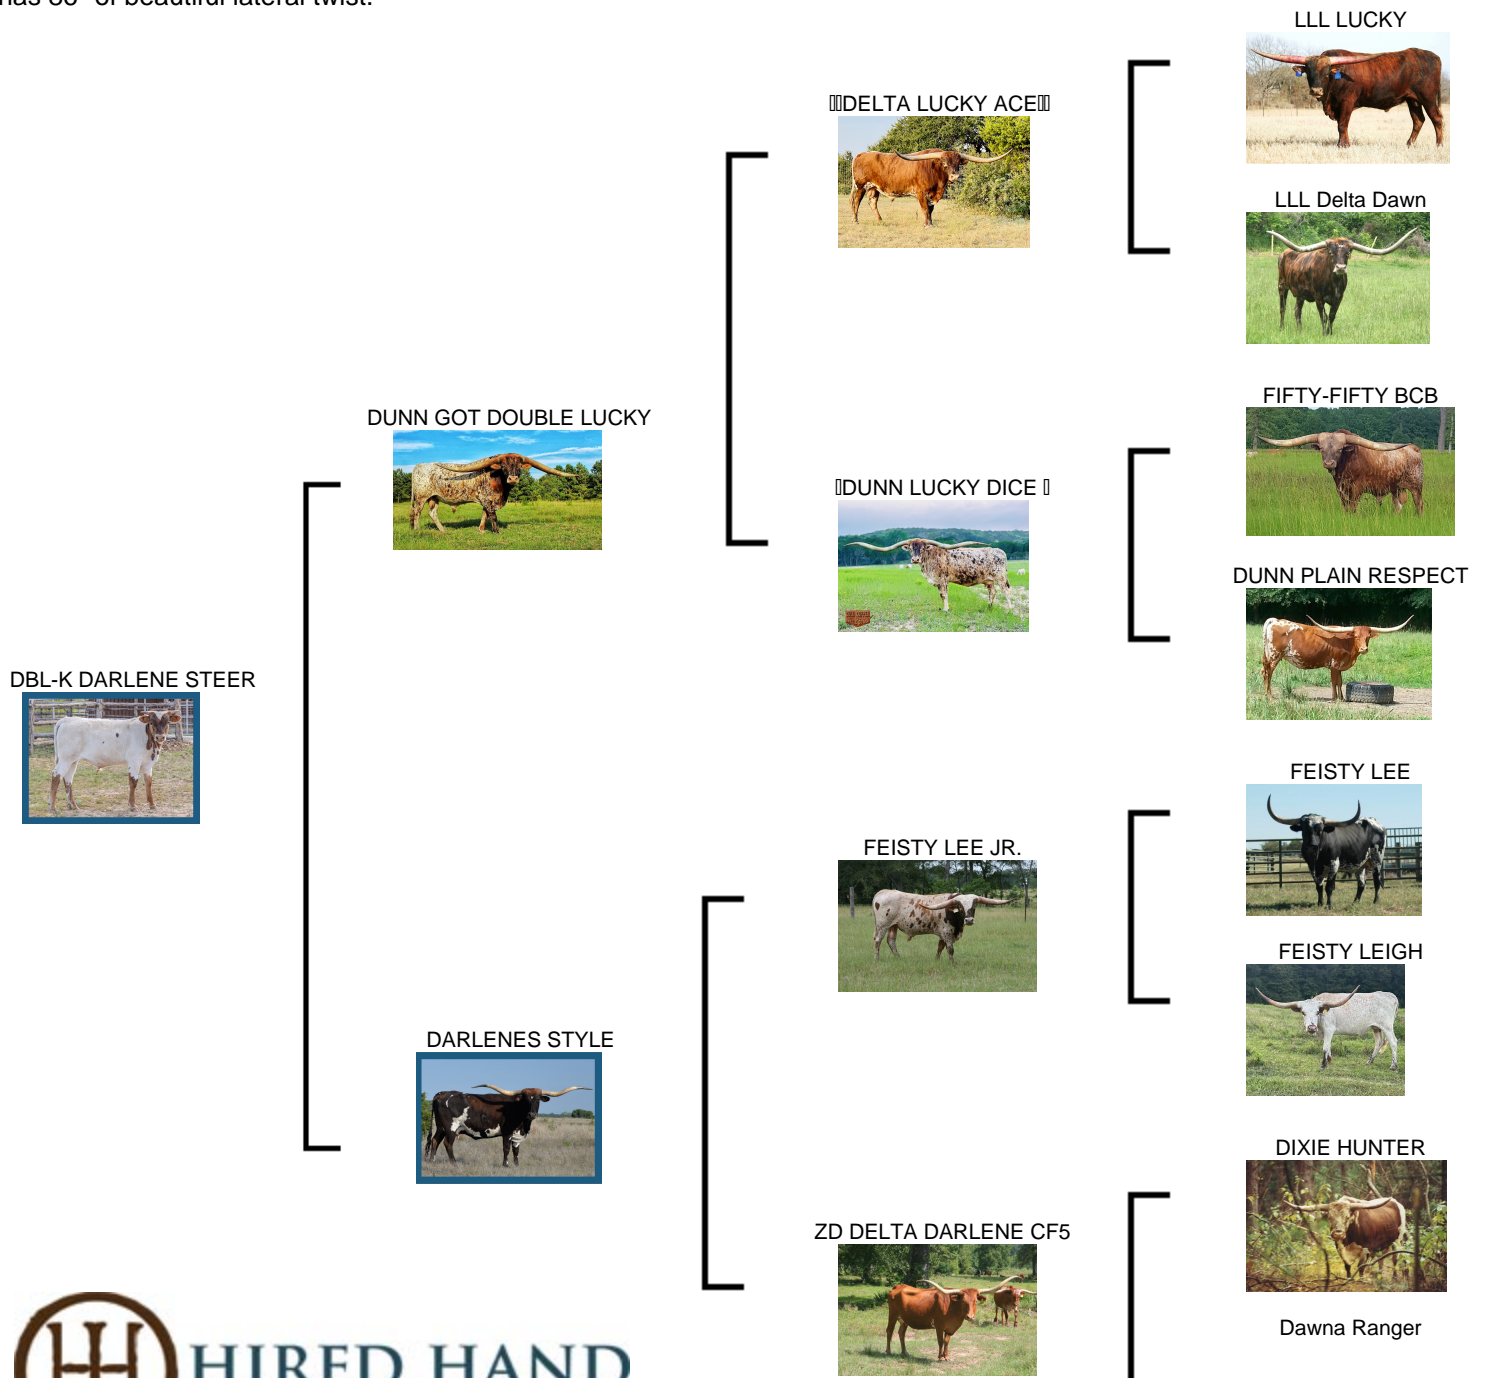 LLL LUCKY
DELTA LUCKY ACE
LLL Delta Dawn
FIFTY-FIFTY BCB
DUNN GOT DOUBLE LUCKY
DUNN LUCKY DICE
DUNN PLAIN RESPECT
DBL-K DARLENE STEER
FEISTY LEE
FEISTY LEE JR.
FEISTY LEIGH
DARLENES STYLE
DIXIE HUNTER
ZD DELTA DARLENE CF5
Dawna Ranger
HIRED HAND